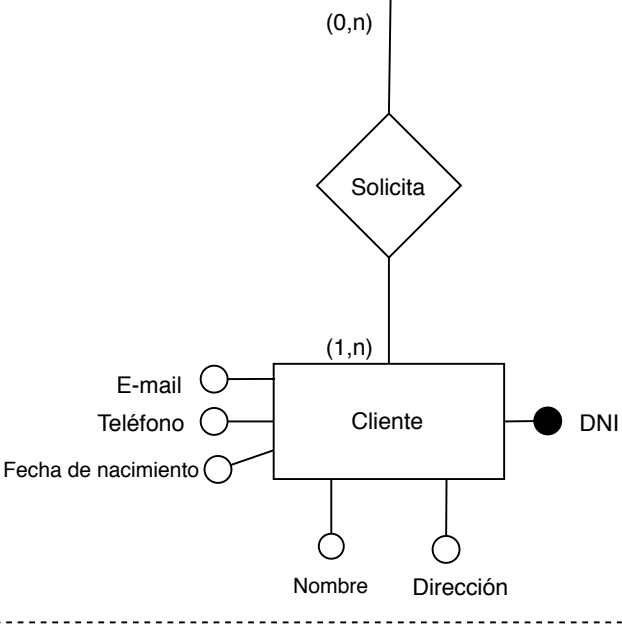 (0,n)
Solicita
(1,n)
E-mail
Cliente
Teléfono
DNI
Fecha de nacimiento
Nombre
Dirección